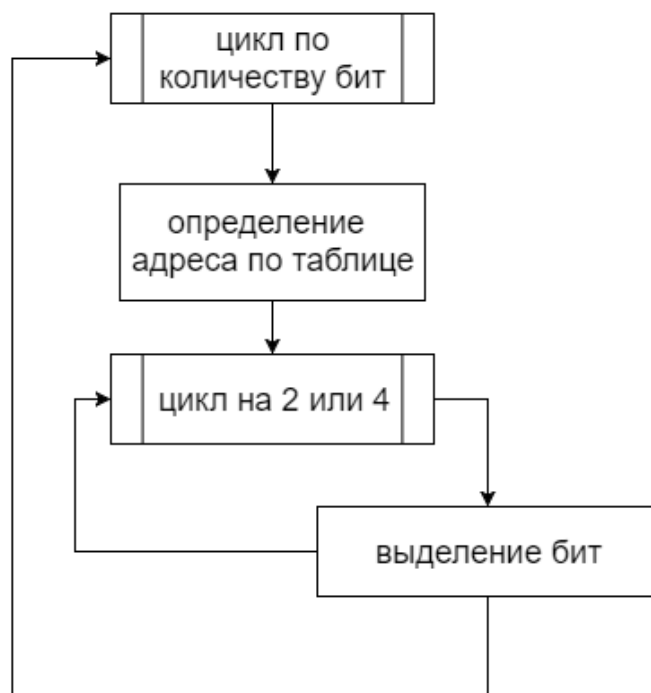 цикл по
количеству бит
определение
адреса по таблице
цикл на 2 или 4
выделение бит